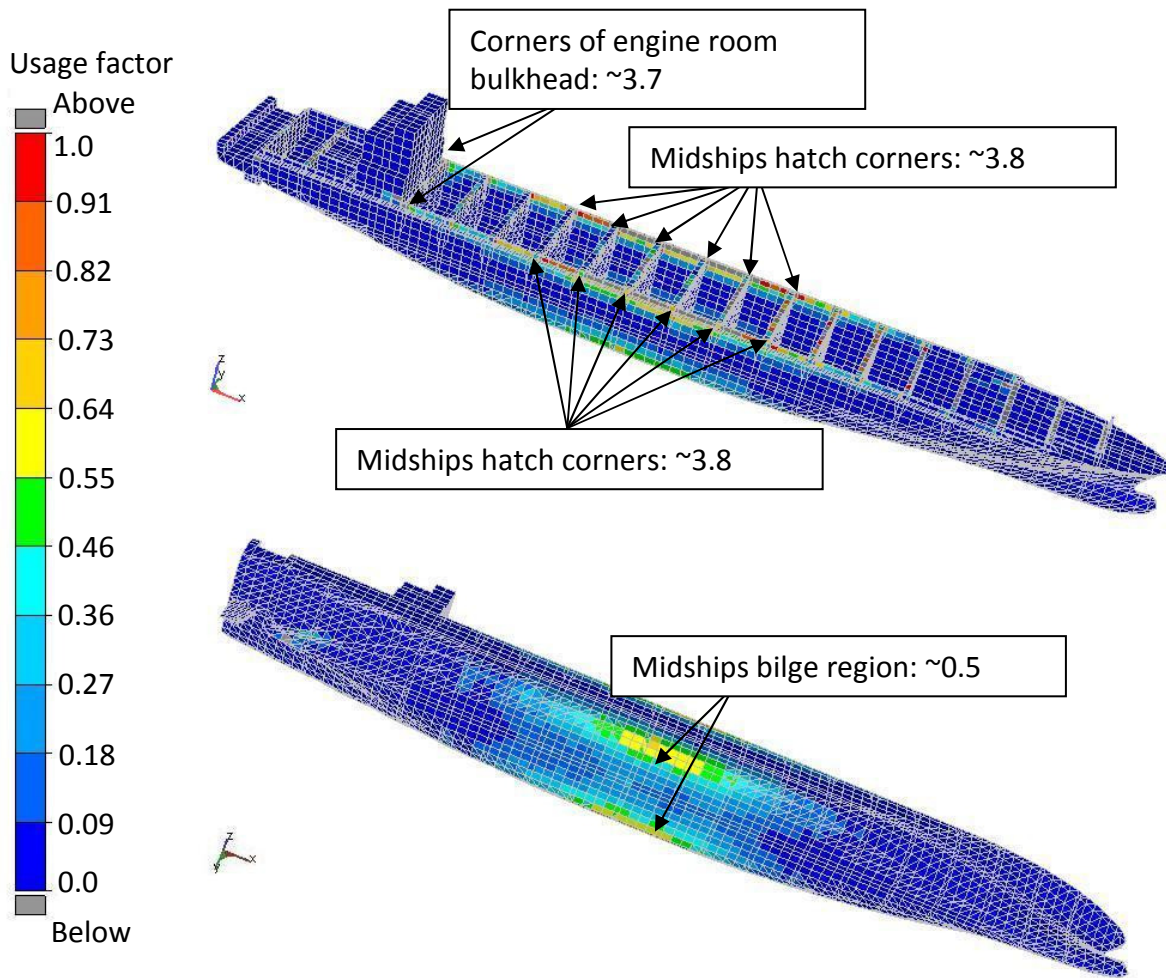 Usage factor
Above
1.0
0.91
0.82
0.73
0.64
0.55
0.46
0.36
0.27
0.18
0.09
0.0
Below
Corners of engine room
bulkhead: ~3.7
Midships hatch corners: ~3.8
z
y
x
Midships hatch corners: ~3.8
Midships bilge region: ~0.5
z
y
x